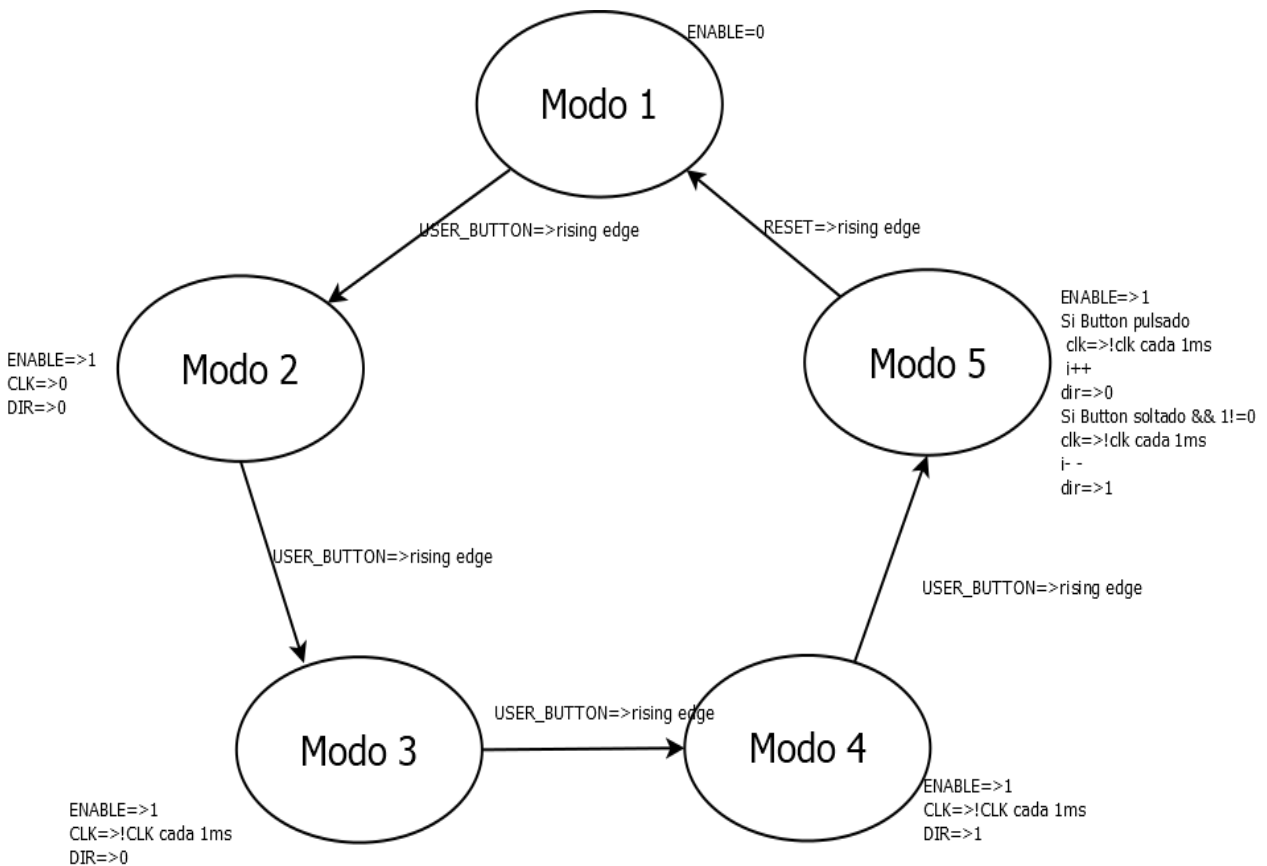 ENABLE=0
Modo 1
USER_BUTTON=>rising edge
RESET=>rising edge
Modo 2
ENABLE=>1
CLK=>0
DIR=>0
Modo 5
ENABLE=>1
Si Button pulsado
clk=>!clk cada 1ms
i++
dir=>0
Si Button soltado && 1!=0
clk=>!clk cada 1ms
i- -
dir=>1
USER_BUTTON=>rising edge
USER_BUTTON=>rising edge
USER_BUTTON=>rising edge
Modo 3
ENABLE=>1
CLK=>!CLK cada 1ms
DIR=>0
Modo 4
ENABLE=>1
CLK=>!CLK cada 1ms
DIR=>1